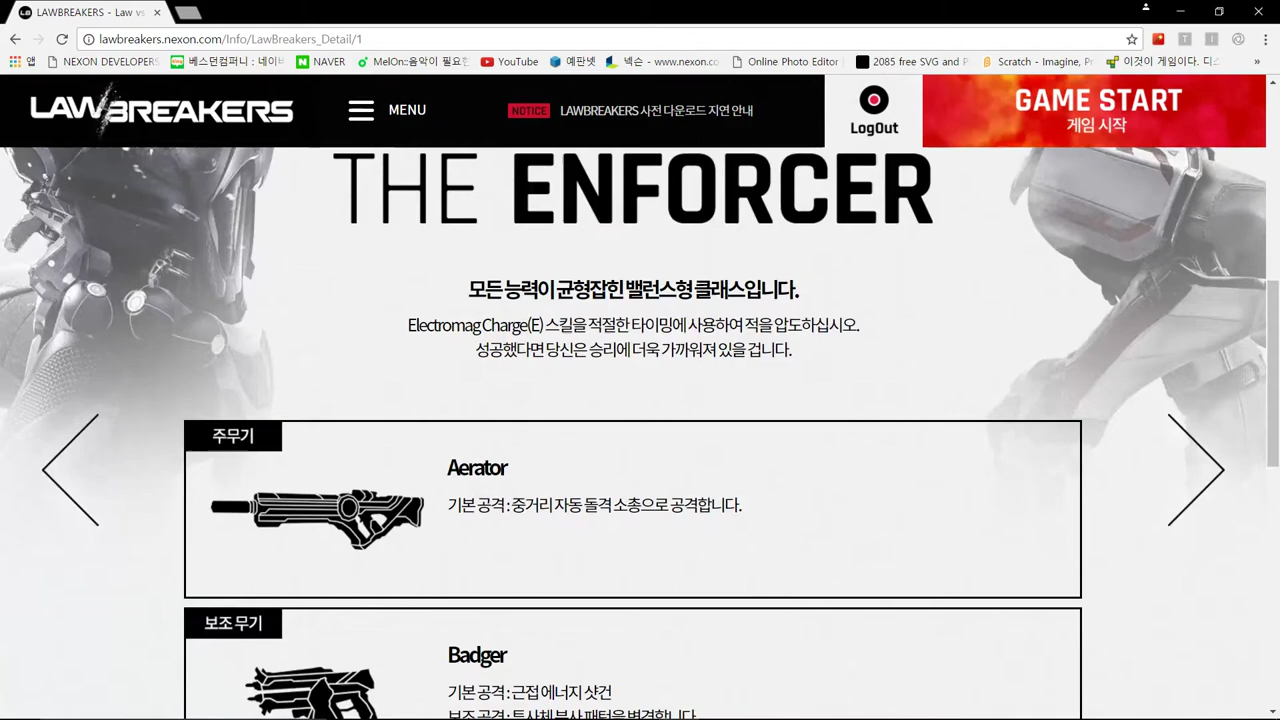 LAWBREAKERS - Law vs
lawbreakers.nexon.com/Info/LawBreakers_Detail/1
앱
NEXON DEVELOPERS
베스던컴퍼니 : 네이버
NAVER
MelOn::음악이 필요한
YouTube
예판넷
넥슨 - www.nexon.co
Online Photo Editor
2085 free SVG and P
Scratch - Imagine, P
이것이 게임이다. 디스
LAWBREAKERS
MENU
NOTICE LAWBREAKERS 사전 다운로드 지연 안내
LogOut
GAME START
게임 시작
THE ENFORCER
모든 능력이 균형잡힌 밸런스형 클래스입니다.
Electromag Charge(E) 스킬을 적절한 타이밍에 사용하여 적을 압도하십시오.
성공했다면 당신은 승리에 더욱 가까워져 있을 겁니다.
주무기
Aerator
기본 공격 : 중거리 자동 돌격 소총으로 공격합니다.
보조 무기
Badger
기본 공격 : 근접 에너지 샷건
보조 공격 : 투사체 분사 패턴을 변경합니다.